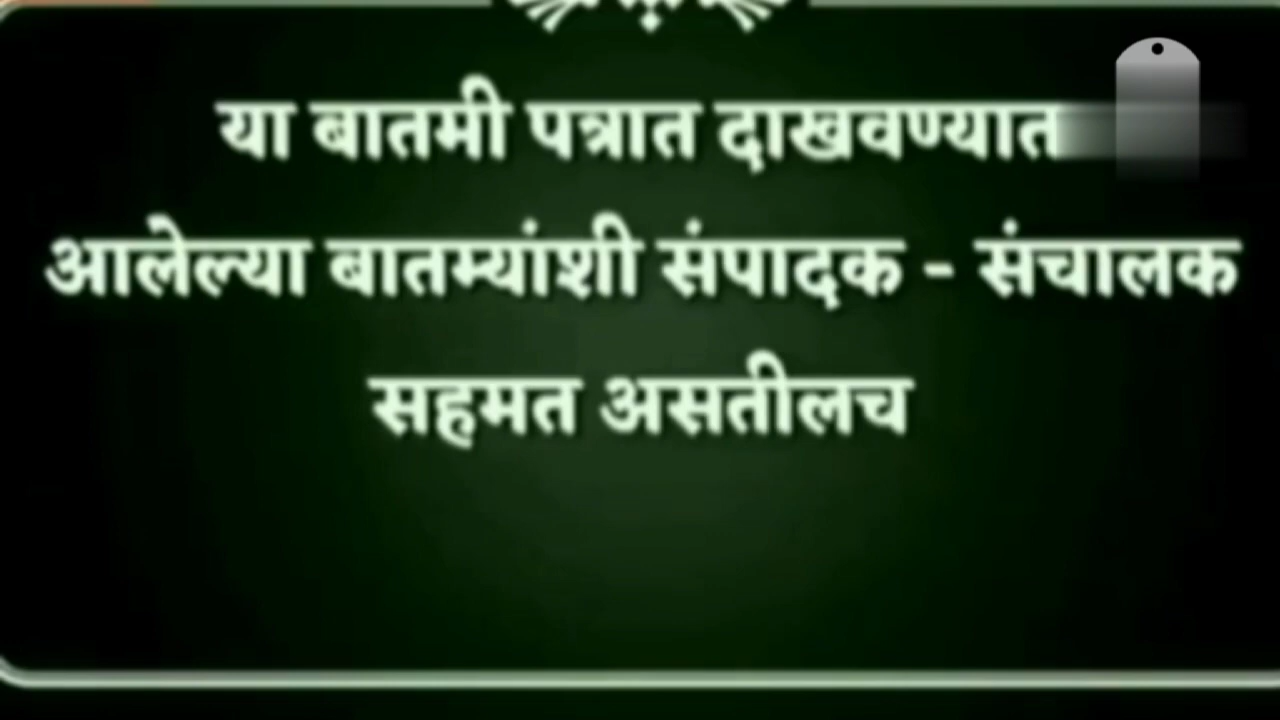 या बातमी पत्रात दाखवण्यात
आलेल्या बातम्यांशी संपादक - संचालक
सहमत असतीलच